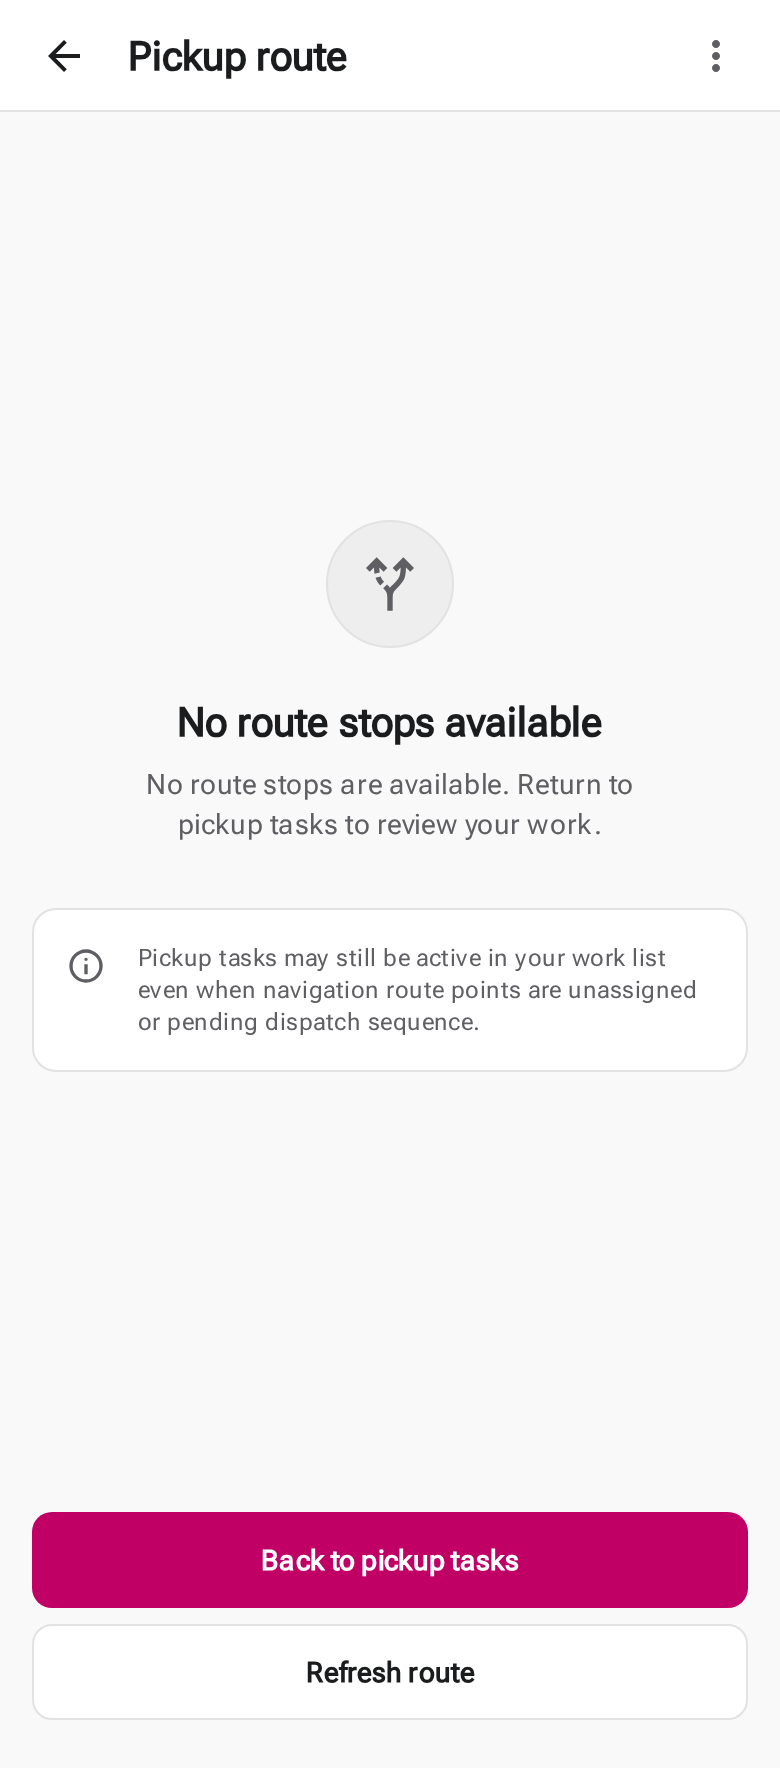 Pickup route
No route stops available
No route stops are available. Return to
pickup tasks to review your work.
Pickup tasks may still be active in your work list
even when navigation route points are unassigned
or pending dispatch sequence.
Back to pickup tasks
Refresh route